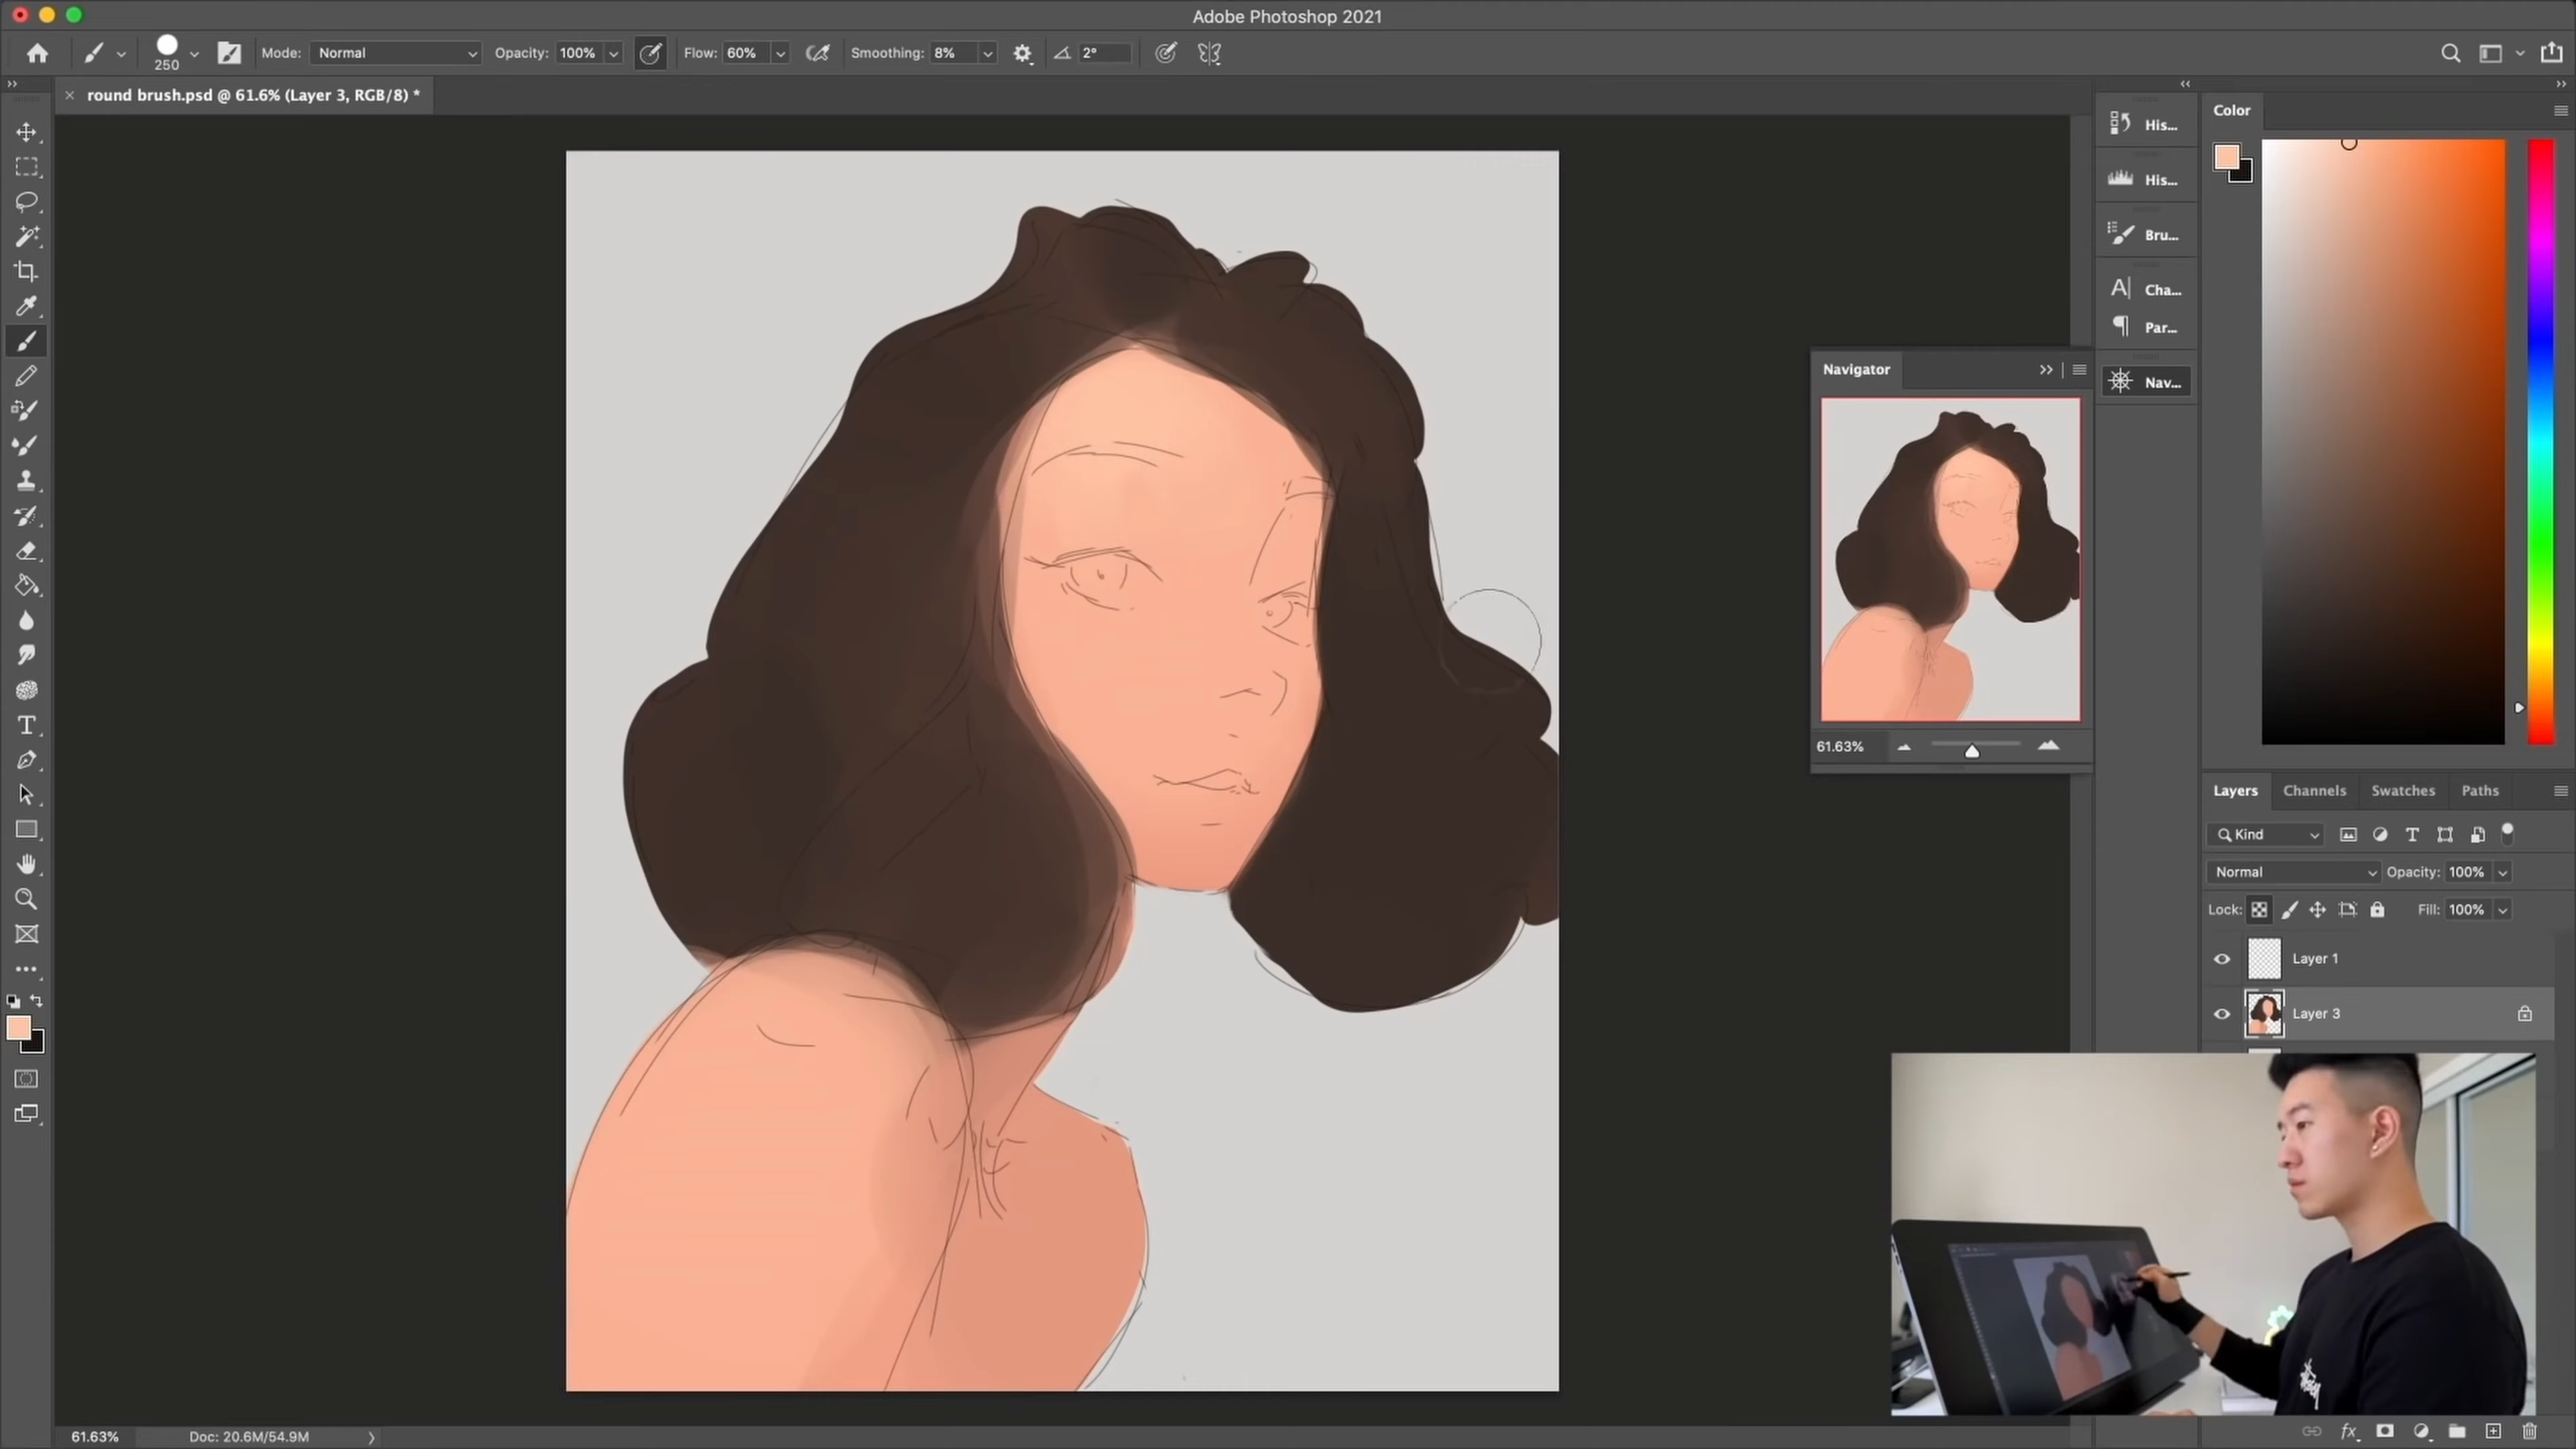 Adobe Photoshop 2021
250
Mode: Normal
Opacity: 100%
Flow: 60%
Smoothing: 8%
2°
round brush.psd @ 61.6% (Layer 3, RGB/8) *
His...
His...
Bru...
Cha...
Par...
Nav...
Color
Navigator
61.63%
Layers Channels Swatches Paths
Kind
Normal Opacity: 100%
Lock: Fill: 100%
Layer 1
Layer 3
61.63% Doc: 20.6M/54.9M